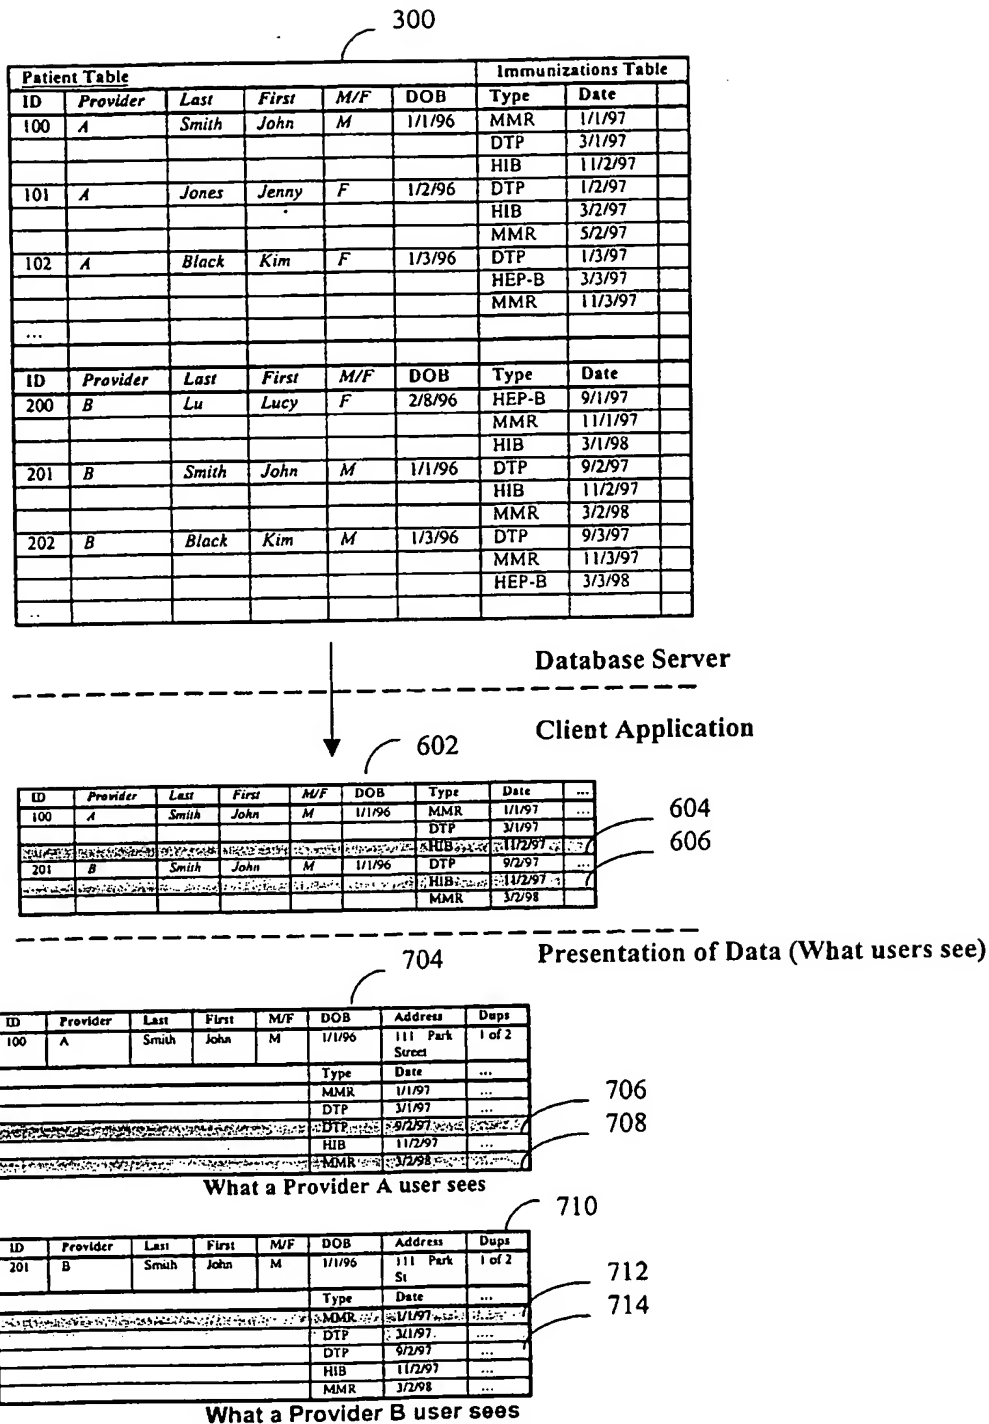 300
Patient Table Immunizations Table
ID Provider Last First M/F DOB Type Date
100 A Smith John M 1/1/96 MMR 1/1/97
DTP 3/1/97
HIB 11/2/97
101 A Jones Jenny F 1/2/96 DTP 1/2/97
HIB 3/2/97
MMR 5/2/97
102 A Black Kim F 1/3/96 DTP 1/3/97
HEP-B 3/3/97
MMR 11/3/97
...
ID Provider Last First M/F DOB Type Date
200 B Lu Lucy F 2/8/96 HEP-B 9/1/97
MMR 11/1/97
HIB 3/1/98
201 B Smith John M 1/1/96 DTP 9/2/97
HIB 11/2/97
MMR 3/2/98
202 B Black Kim M 1/3/96 DTP 9/3/97
MMR 11/3/97
HEP-B 3/3/98
..
Database Server
Client Application
602
ID Provider Last First M/F DOB Type Date ...
100 A Smith John M 1/1/96 MMR 1/1/97 ...
DTP 3/1/97
HIB 11/2/97 604
201 B Smith John M 1/1/96 DTP 9/2/97 ...
HIB 11/2/97 606
MMR 3/2/98
Presentation of Data (What users see)
704
ID Provider Last First M/F DOB Address Dups
100 A Smith John M 1/1/96 111 Park Street 1 of 2
Type Date ...
MMR 1/1/97 ...
DTP 3/1/97 ...
DTP 9/2/97 706
HIB 11/2/97 ...
MMR 3/2/98 708
What a Provider A user sees
710
ID Provider Last First M/F DOB Address Dups
201 B Smith John M 1/1/96 111 Park St 1 of 2
Type Date ...
MMR 1/1/97 712
DTP 3/1/97 .... 714
DTP 9/2/97 ...
HIB 11/2/97 ...
MMR 3/2/98 ...
What a Provider B user sees